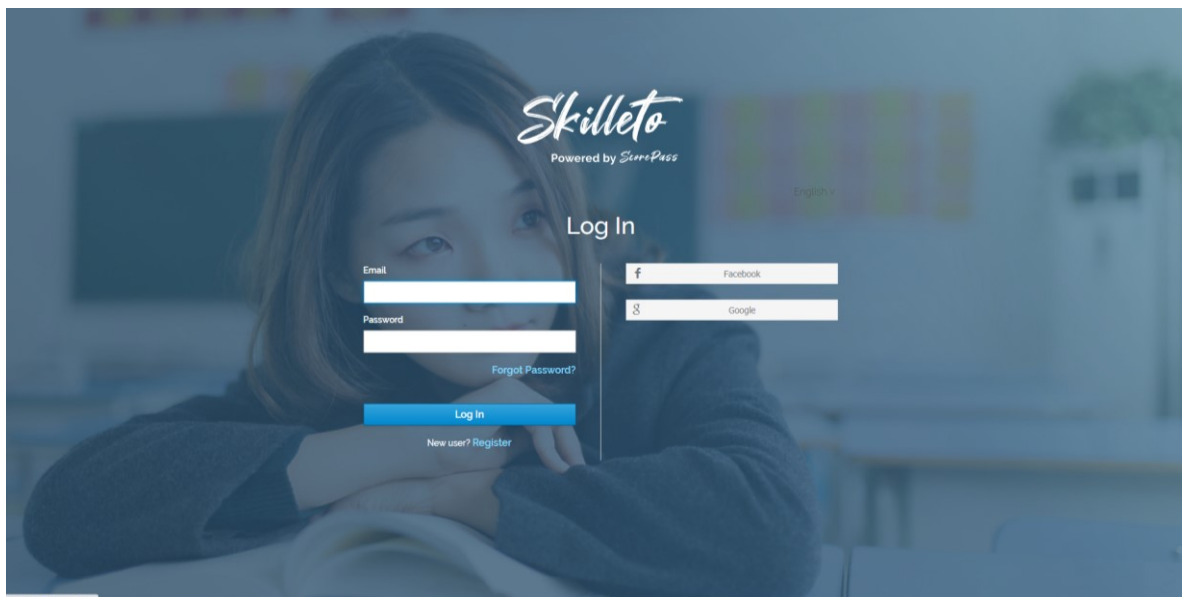 Skilleto
Powered by ScorePass
English
Log In
Email
Facebook
Google
Password
Forgot Password?
Log In
New user? Register